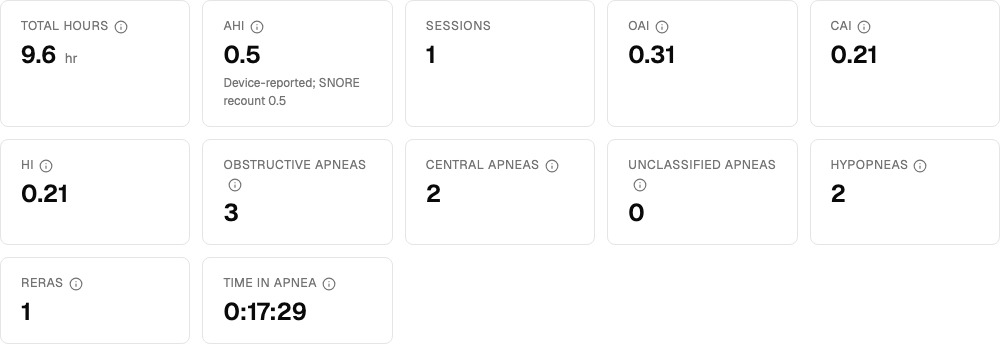 TOTAL HOURS
9.6 hr
AHI
0.5
Device-reported; SNORE
recount 0.5
SESSIONS
1
OAI
0.31
CAI
0.21
HI
0.21
OBSTRUCTIVE APNEAS
3
CENTRAL APNEAS
2
UNCLASSIFIED APNEAS
0
HYPOPNEAS
2
RERAS
1
TIME IN APNEA
0:17:29